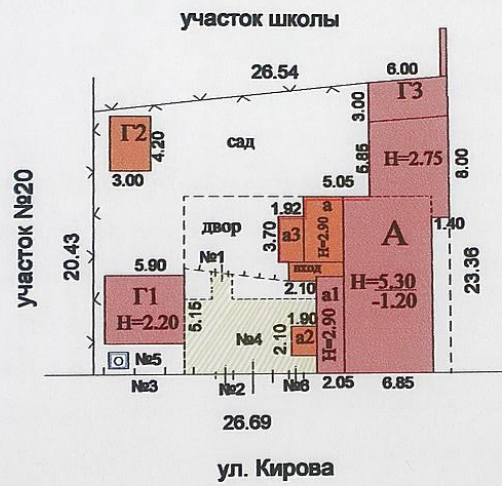 участок школы
26.54
6.00
Г3
3.00
Г2
4.20
сад
5.85
H=2.75
8.00
3.00
5.05
участок №20
20.43
двор
1.92
а
H=2.90
а3
3.70
А
1.40
23.36
№1
вход
5.90
2.10
H=5.30
-1.20
Г1
H=2.20
5.15
а1
H=2.90
1.90
2.10
а2
№4
№5
№3
№2
№6
2.05
6.85
26.69
ул. Кирова